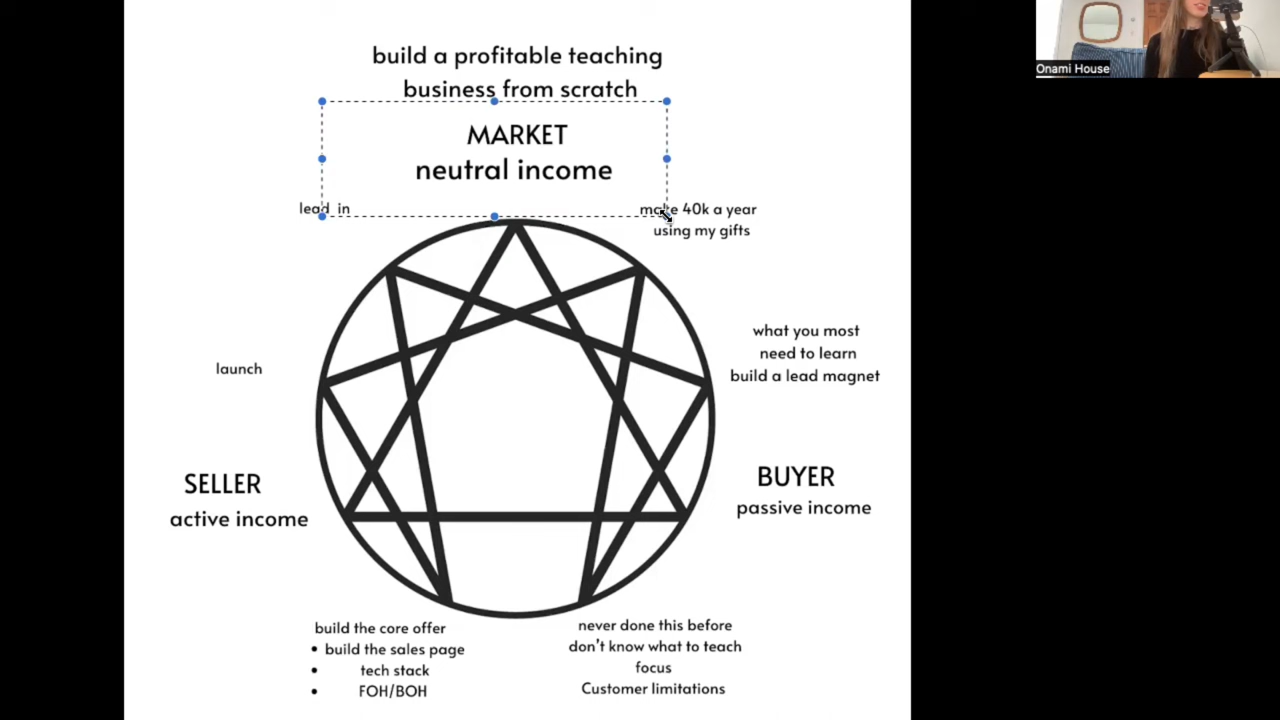 build a profitable teaching
business from scratch
MARKET
neutral income
lead in
make 40k a year
using my gifts
what you most
need to learn
build a lead magnet
launch
SELLER
active income
BUYER
passive income
build the core offer
• build the sales page
• tech stack
• FOH/BOH
never done this before
don't know what to teach
focus
Customer limitations
Onami House